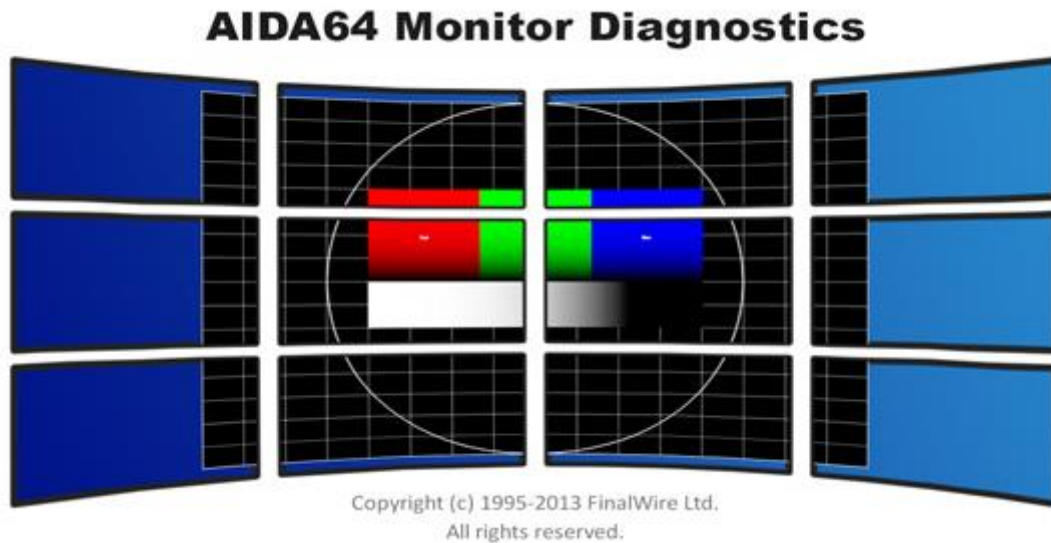 AIDA64 Monitor Diagnostics
Copyright (c) 1995-2013 FinalWire Ltd.
All rights reserved.